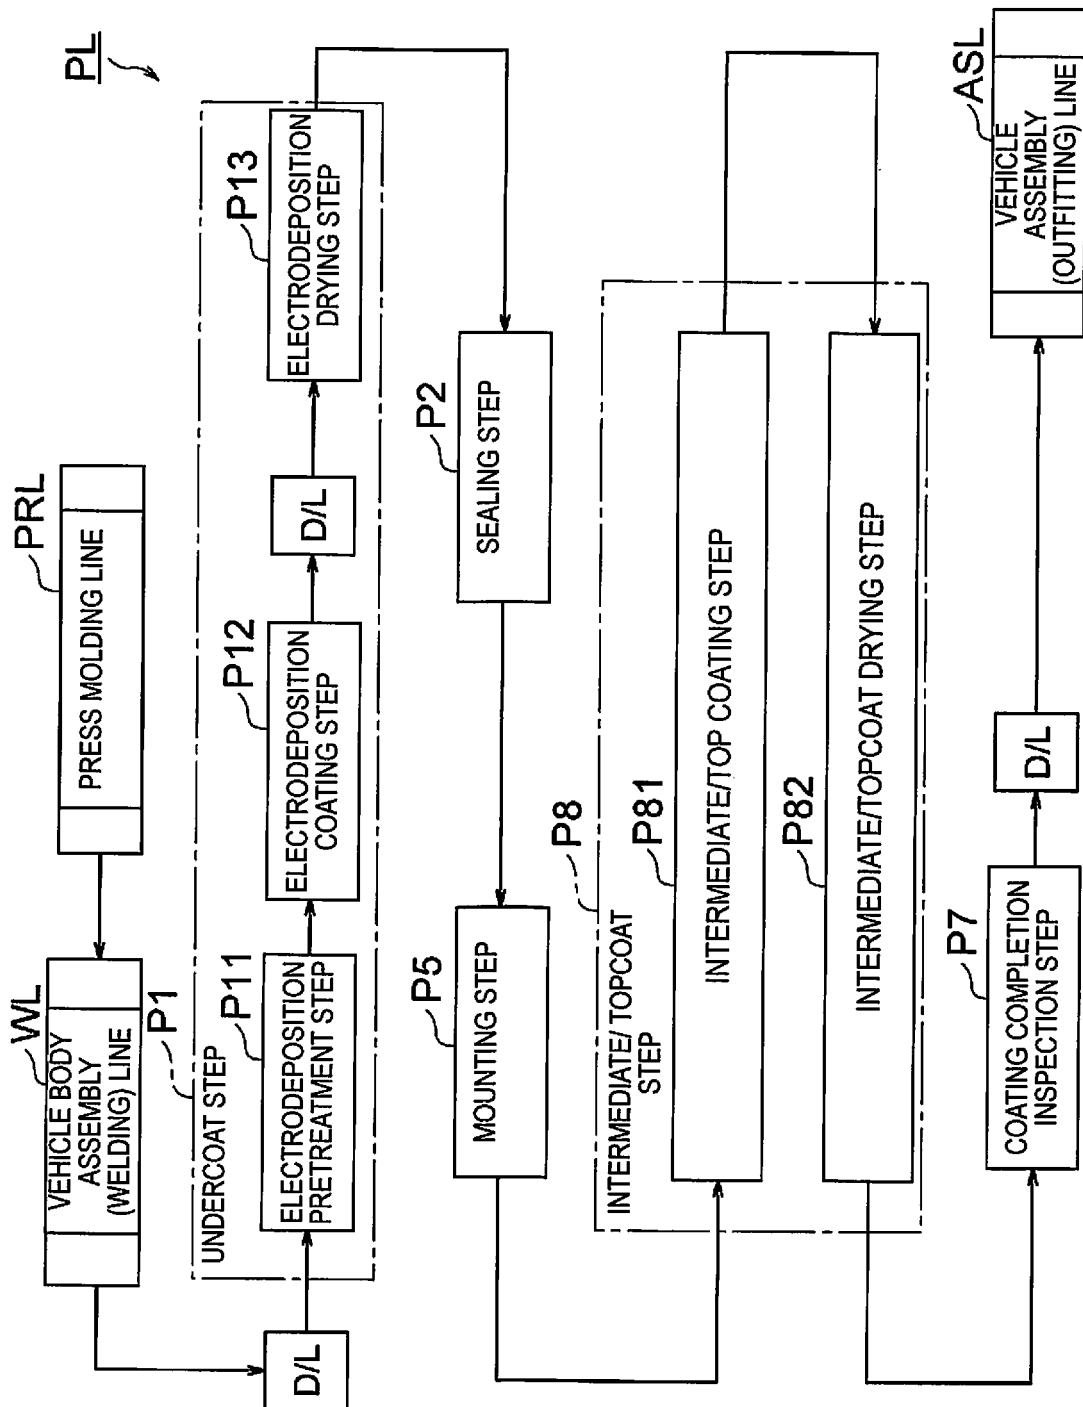 PL
PRL
PRESS MOLDING LINE
WL
VEHICLE BODY
ASSEMBLY
(WELDING) LINE
D/L
P1
UNDERCOAT STEP
P11
ELECTRODEPOSITION
PRETREATMENT STEP
P12
ELECTRODEPOSITION
COATING STEP
D/L
P13
ELECTRODEPOSITION
DRYING STEP
P2
SEALING STEP
P5
MOUNTING STEP
P8
INTERMEDIATE/ TOPCOAT
STEP
P81
INTERMEDIATE/TOP COATING STEP
P82
INTERMEDIATE/TOPCOAT DRYING STEP
P7
COATING COMPLETION
INSPECTION STEP
D/L
ASL
VEHICLE
ASSEMBLY
(OUTFITTING) LINE